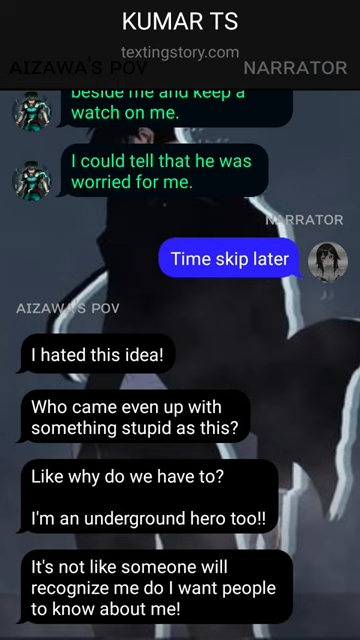 KUMAR TS
textingstory.com
AIZAWA'S POV
NARRATOR
beside me and keep a
watch on me.
I could tell that he was
worried for me.
NARRATOR
Time skip later
AIZAWA'S POV
I hated this idea!
Who came even up with
something stupid as this?
Like why do we have to?
I'm an underground hero too!!
It's not like someone will
recognize me do I want people
to know about me!